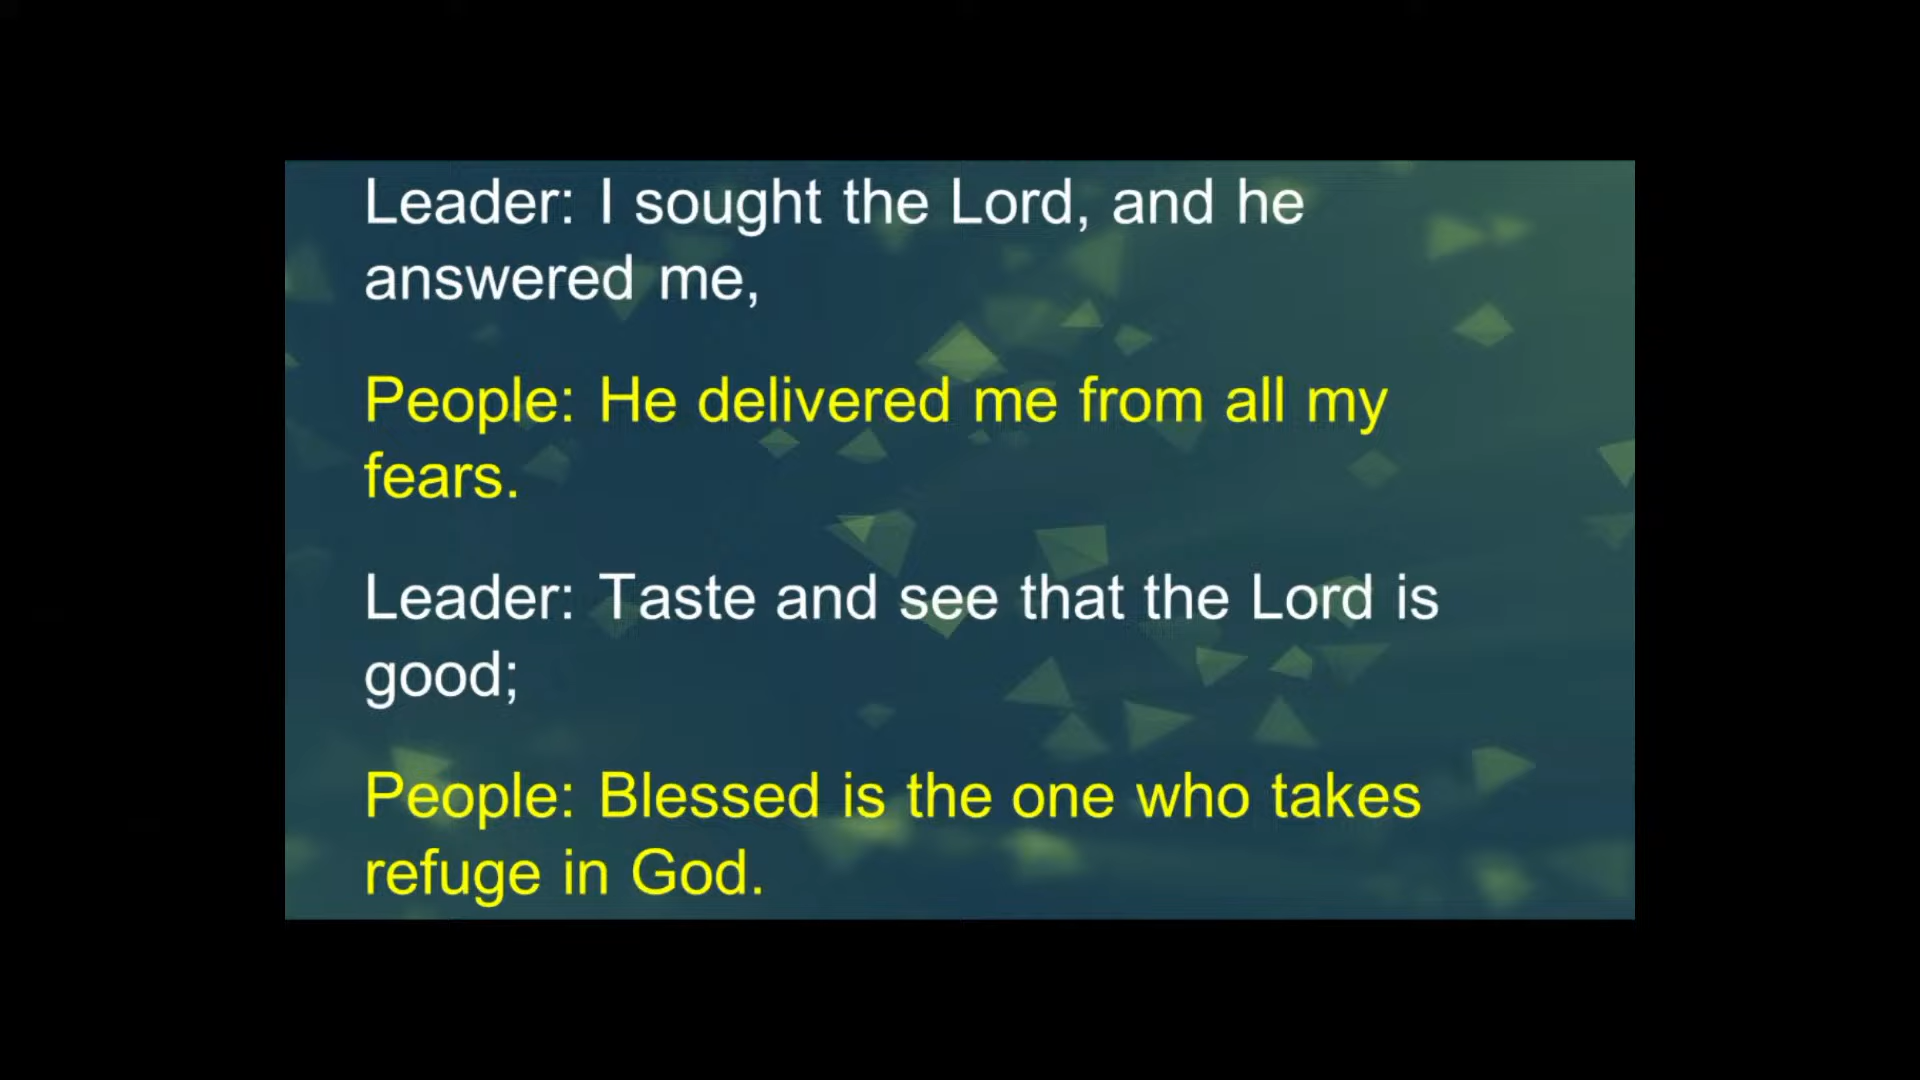 Leader: I sought the Lord, and he
answered me,
People: He delivered me from all my
fears.
Leader: Taste and see that the Lord is
good;
People: Blessed is the one who takes
refuge in God.